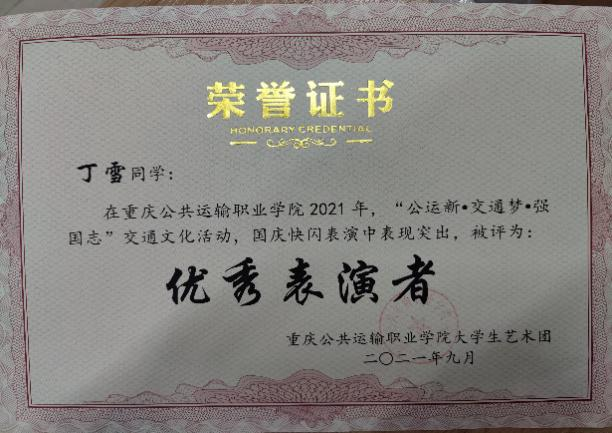 荣誉证书
HONORARY CREDENTIAL
丁雪同学：
在重庆公共运输职业学院2021年，“公运新•交通梦•强
国志”交通文化活动，国庆快闪表演中表现突出，被评为：
优秀表演者
重庆公共运输职业学院大学生艺术团
二〇二一年九月